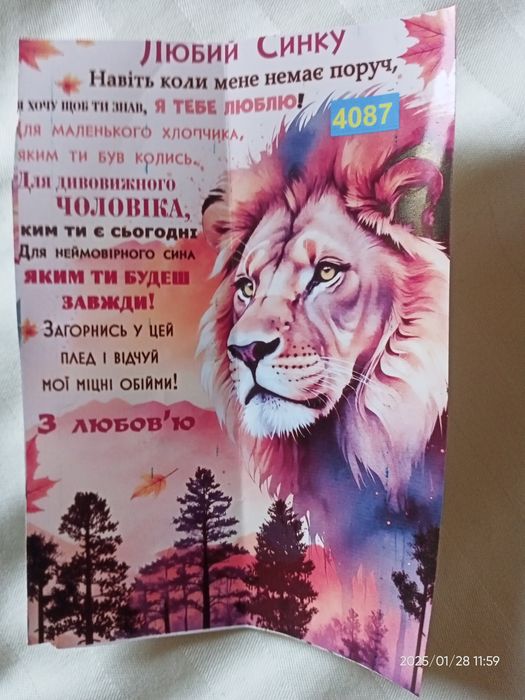 Любий Синку
Навіть коли мене немає поруч,
я хочу щоб ти знав, я тебе люблю!
4087
Для маленького хлопчика,
яким ти був колись.
Для дивовижного
чоловіка,
ким ти є сьогодні
Для неймовірного сина
яким ти будеш
завжди!
Загорнись у цей
плед і відчуй
мої міцні обійми!
З любов'ю
2025/01/28 11:59